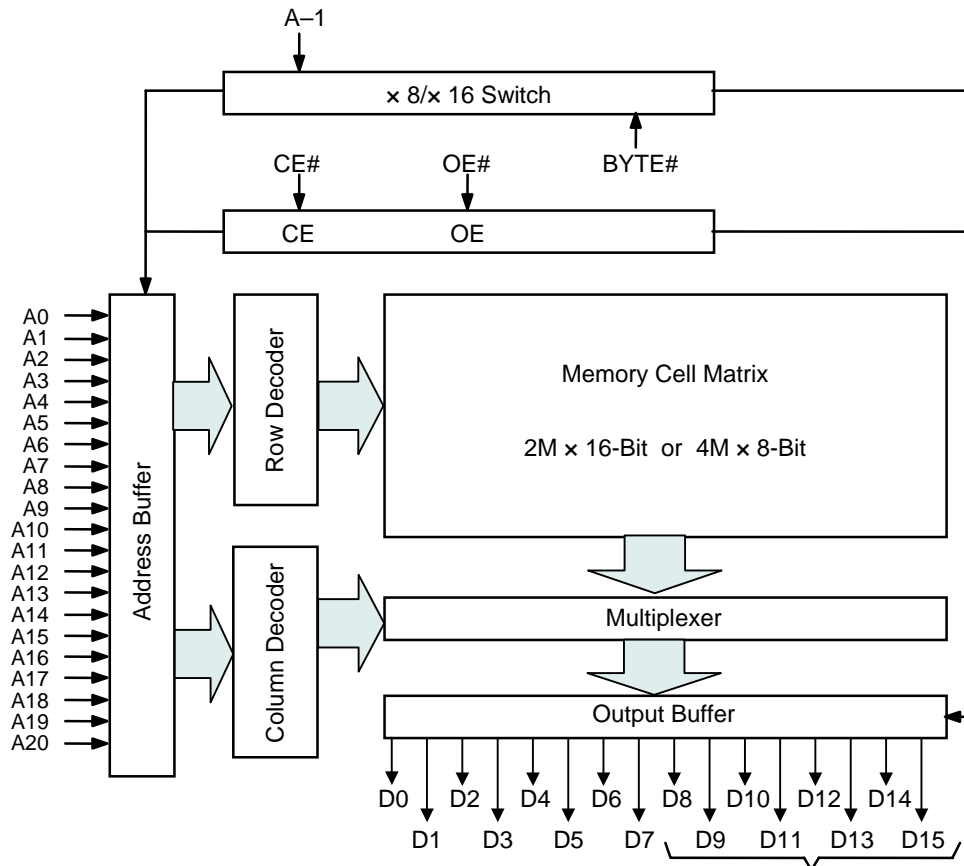 A–1
× 8/× 16 Switch
CE#
OE#
BYTE#
CE
OE
A0
A1
A2
A3
A4
A5
A6
A7
A8
A9
A10
A11
A12
A13
A14
A15
A16
A17
A18
A19
A20
Address Buffer
Row Decoder
Column Decoder
Memory Cell Matrix
2M × 16-Bit or 4M × 8-Bit
Multiplexer
Output Buffer
D0 D2 D4 D6 D8 D10 D12 D14
D1 D3 D5 D7 D9 D11 D13 D15